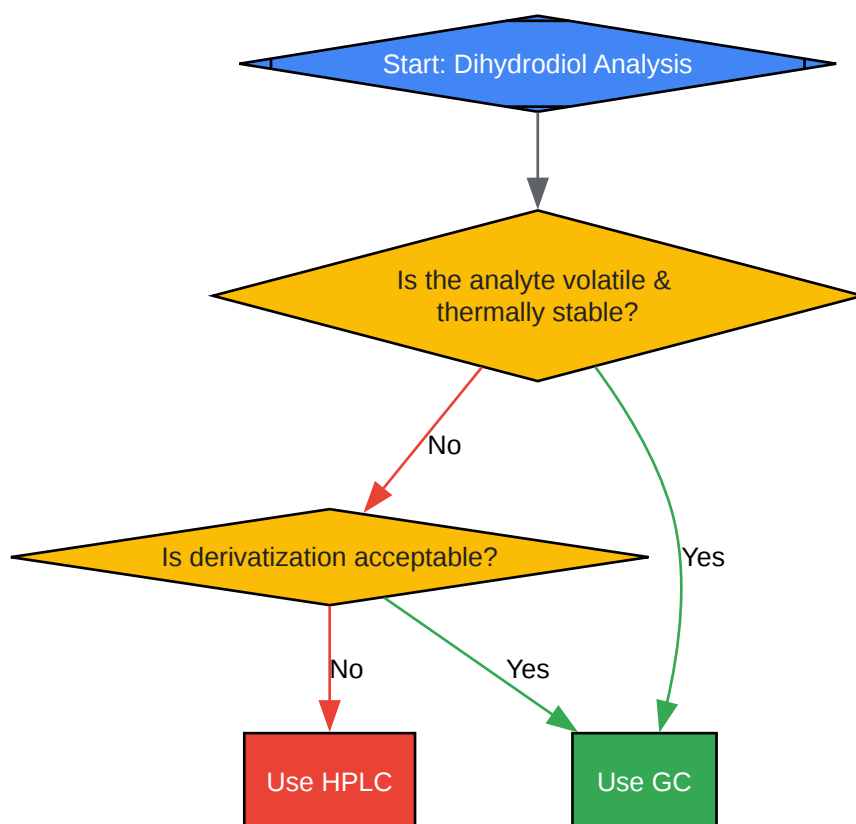 Start: Dihydrodiol Analysis
Is the analyte volatile &
thermally stable?
No
Is derivatization acceptable?
Yes
No
Yes
Use HPLC
Use GC